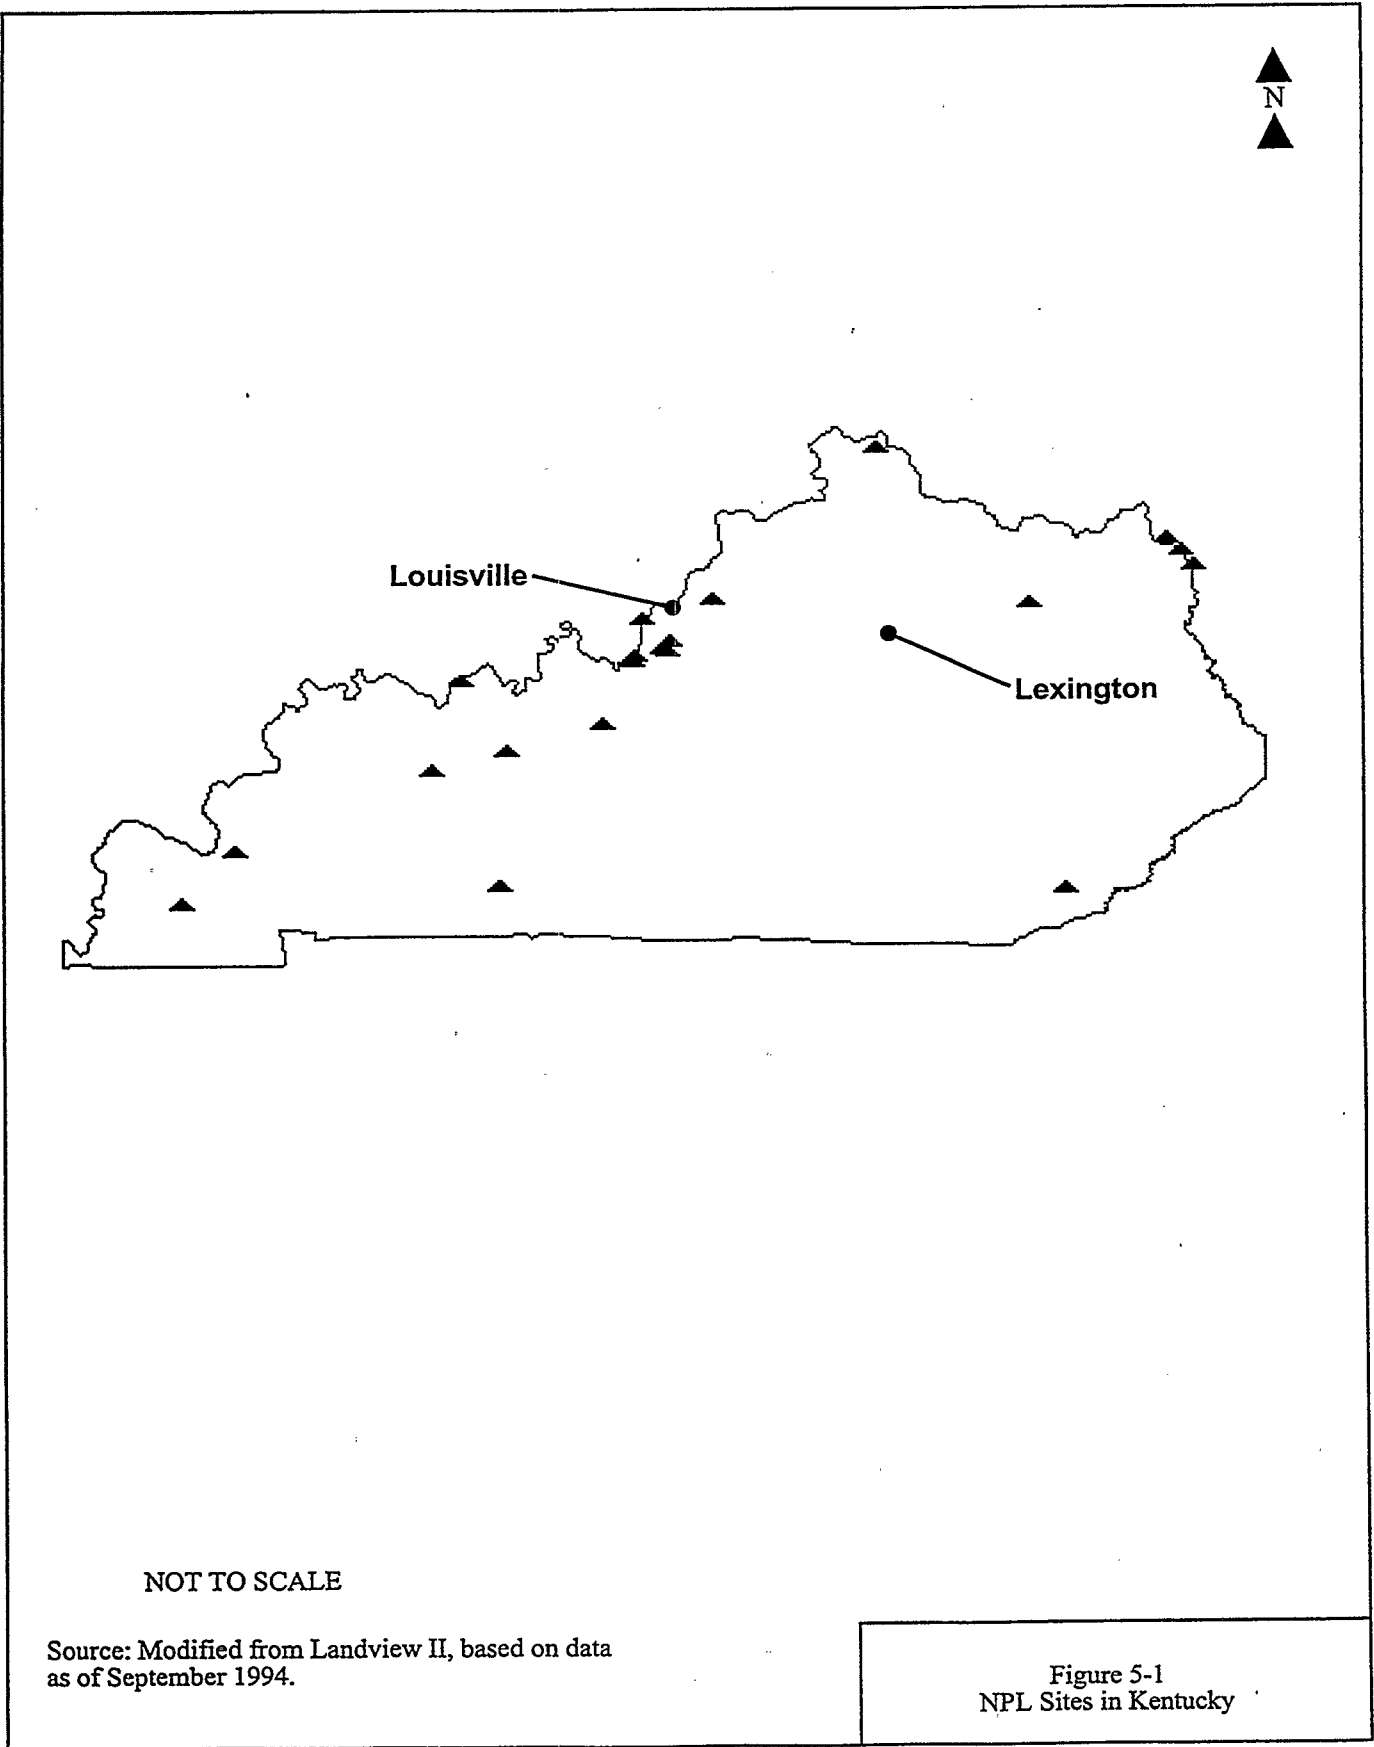 N
Louisville
Lexington
NOT TO SCALE
Source: Modified from Landview II, based on data
as of September 1994.
Figure 5-1
NPL Sites in Kentucky